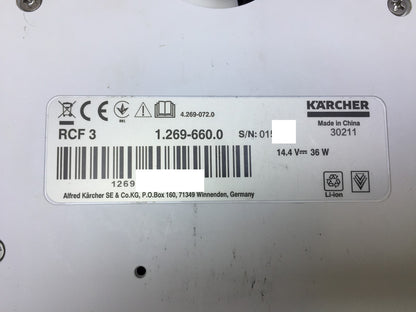 CE 4.269-072.0 KÄRCHER
Made in China
RCF 3 1.269-660.0 S/N: 015 30211
14.4 V⎓ 36 W
1269
Li-ion
Alfred Kärcher SE & Co.KG, P.O.Box 160, 71349 Winnenden, Germany